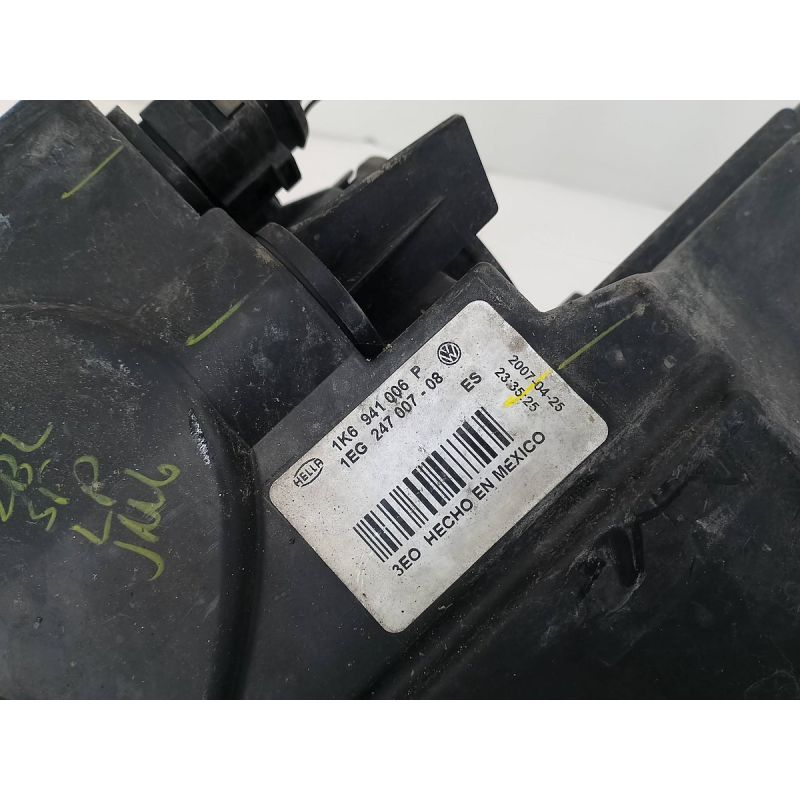 1K6 941 006 P
1EG 247 007-08
ES
2007-04-25
23:35:25
HELLA
3EO HECHO EN MEXICO